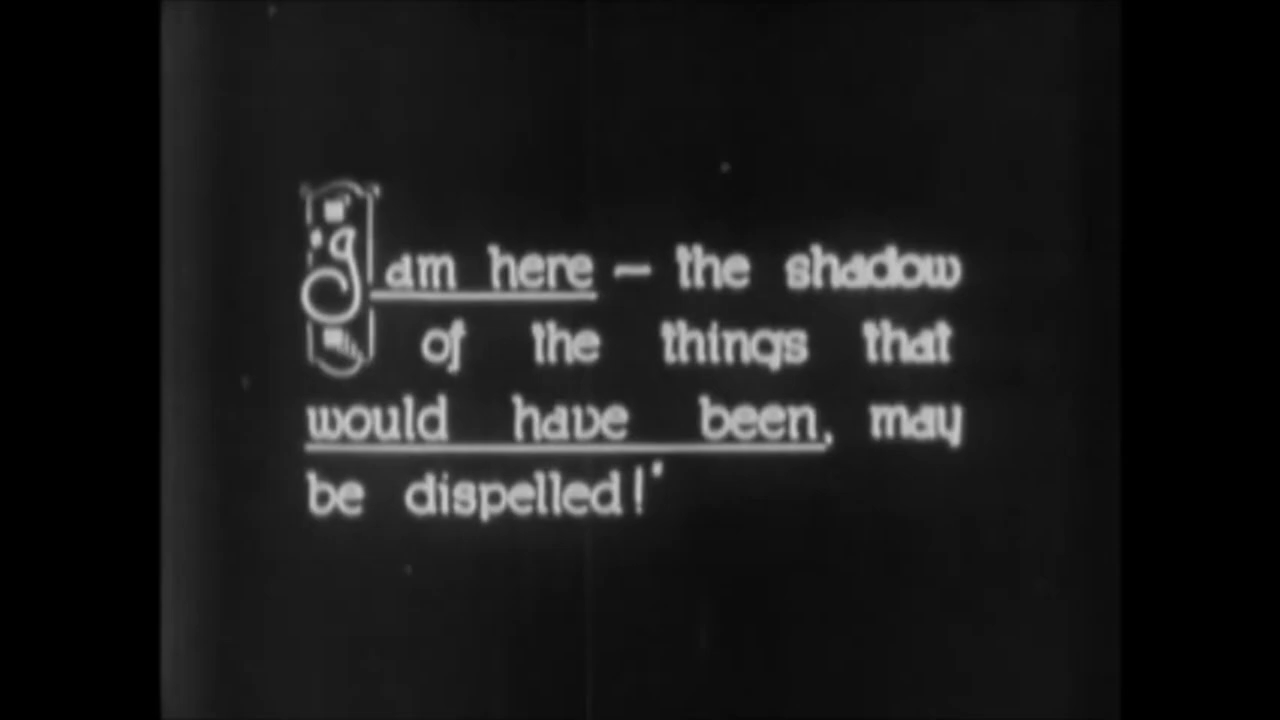 'I am here – the shadow
of the things that
would have been, may
be dispelled!'